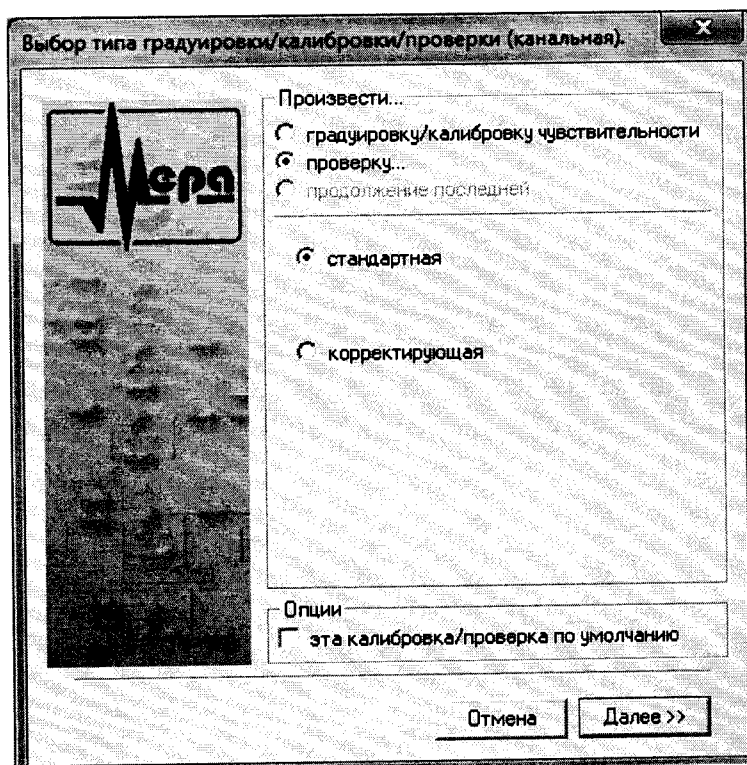 Выбор типа градуировки/калибровки/проверки (канальная).
Мера
Произвести...
градуировку/калибровку чувствительности
проверку...
продолжение последней
стандартная
корректирующая
Опции
эта калибровка/проверка по умолчанию
Отмена
Далее >>